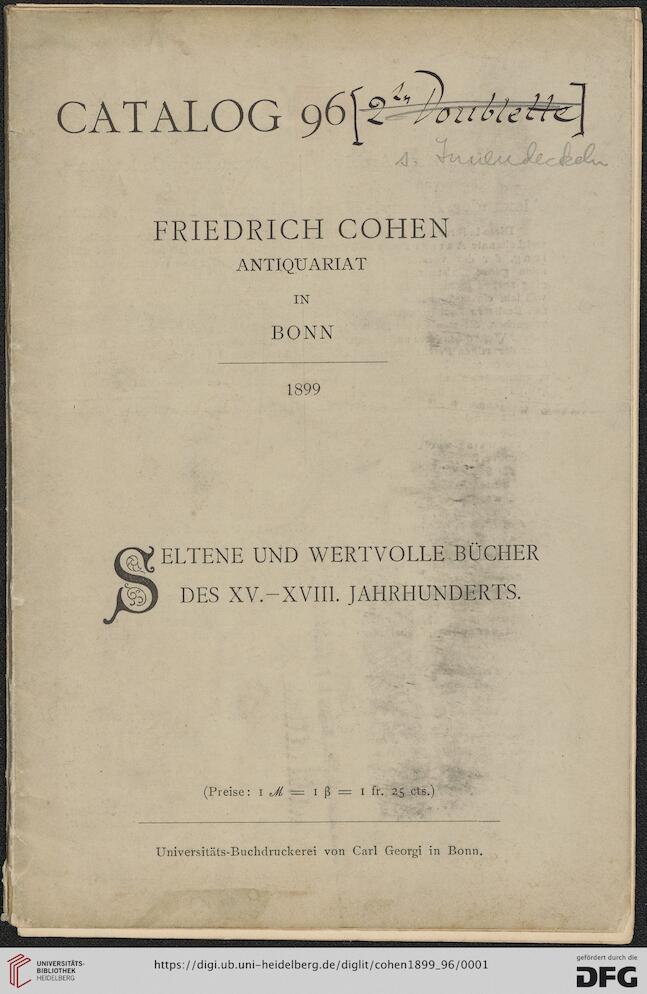 CATALOG 96 [2te Doublette]
s. Innendeckeln
FRIEDRICH COHEN
ANTIQUARIAT
IN
BONN
1899
SELTENE UND WERTVOLLE BÜCHER
DES XV.–XVIII. JAHRHUNDERTS.
(Preise: 1 ℳ = 1 β = 1 fr. 25 cts.)
Universitäts-Buchdruckerei von Carl Georgi in Bonn.
UNIVERSITÄTS-
BIBLIOTHEK
HEIDELBERG
https://digi.ub.uni-heidelberg.de/diglit/cohen1899_96/0001
gefördert durch die
DFG